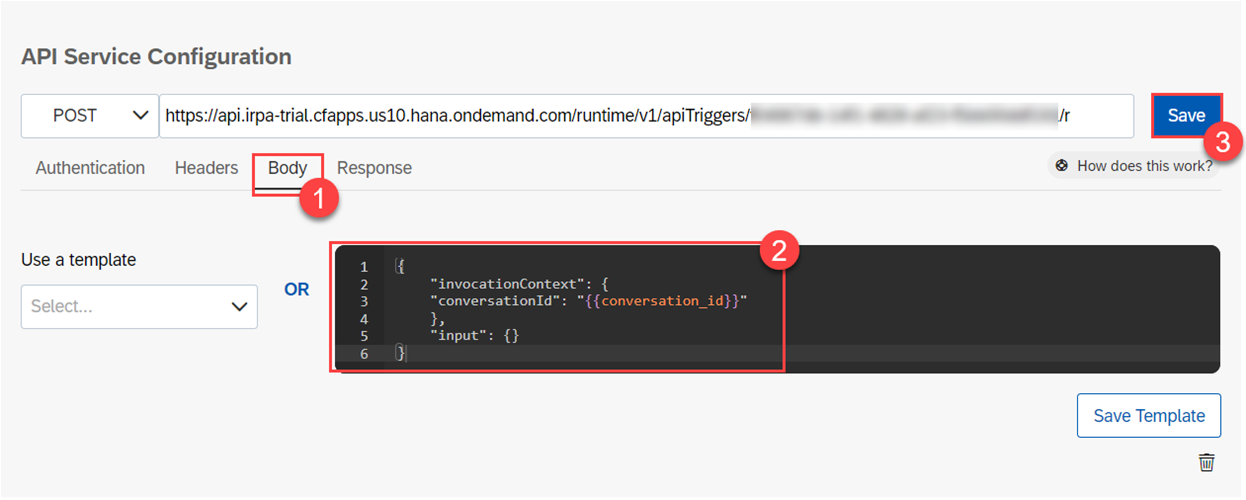 API Service Configuration
POST
https://api.irpa-trial.cfapps.us10.hana.ondemand.com/runtime/v1/apiTriggers/ /r
Save
3
Authentication
Headers
Body
Response
How does this work?
1
2
Use a template
Select...
OR
1 {
2 "invocationContext": {
3 "conversationId": "{{conversation_id}}"
4 },
5 "input": {}
6 }
Save Template